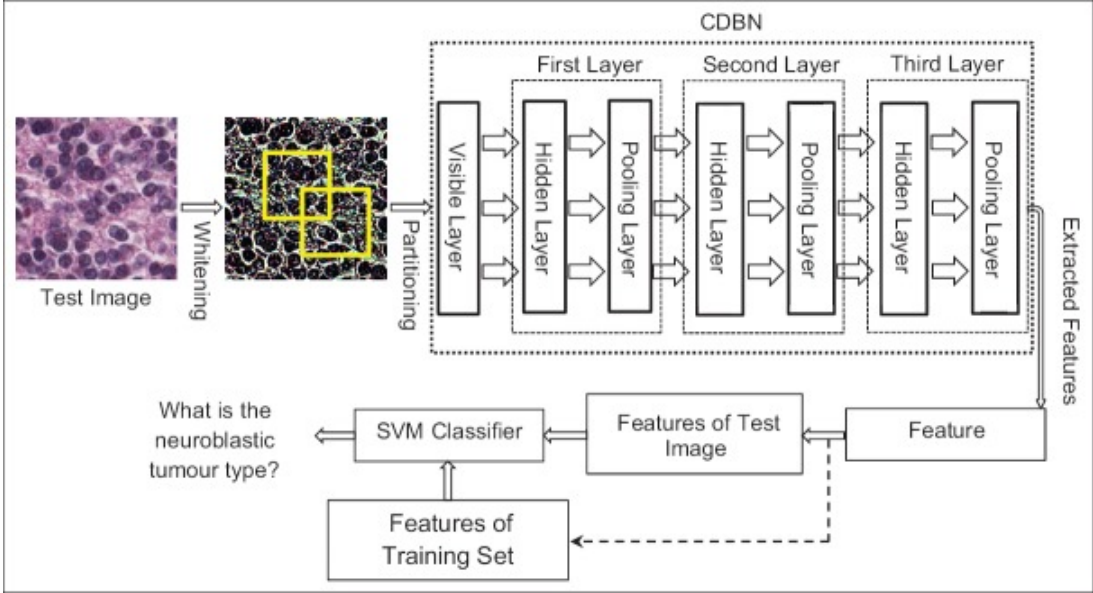 CDBN
First Layer
Second Layer
Third Layer
Visible Layer
Hidden Layer
Pooling Layer
Hidden Layer
Pooling Layer
Hidden Layer
Pooling Layer
Test Image
Whitening
Partitioning
Extracted Features
What is the
neuroblastic
tumour type?
SVM Classifier
Features of Test
Image
Feature
Features of
Training Set